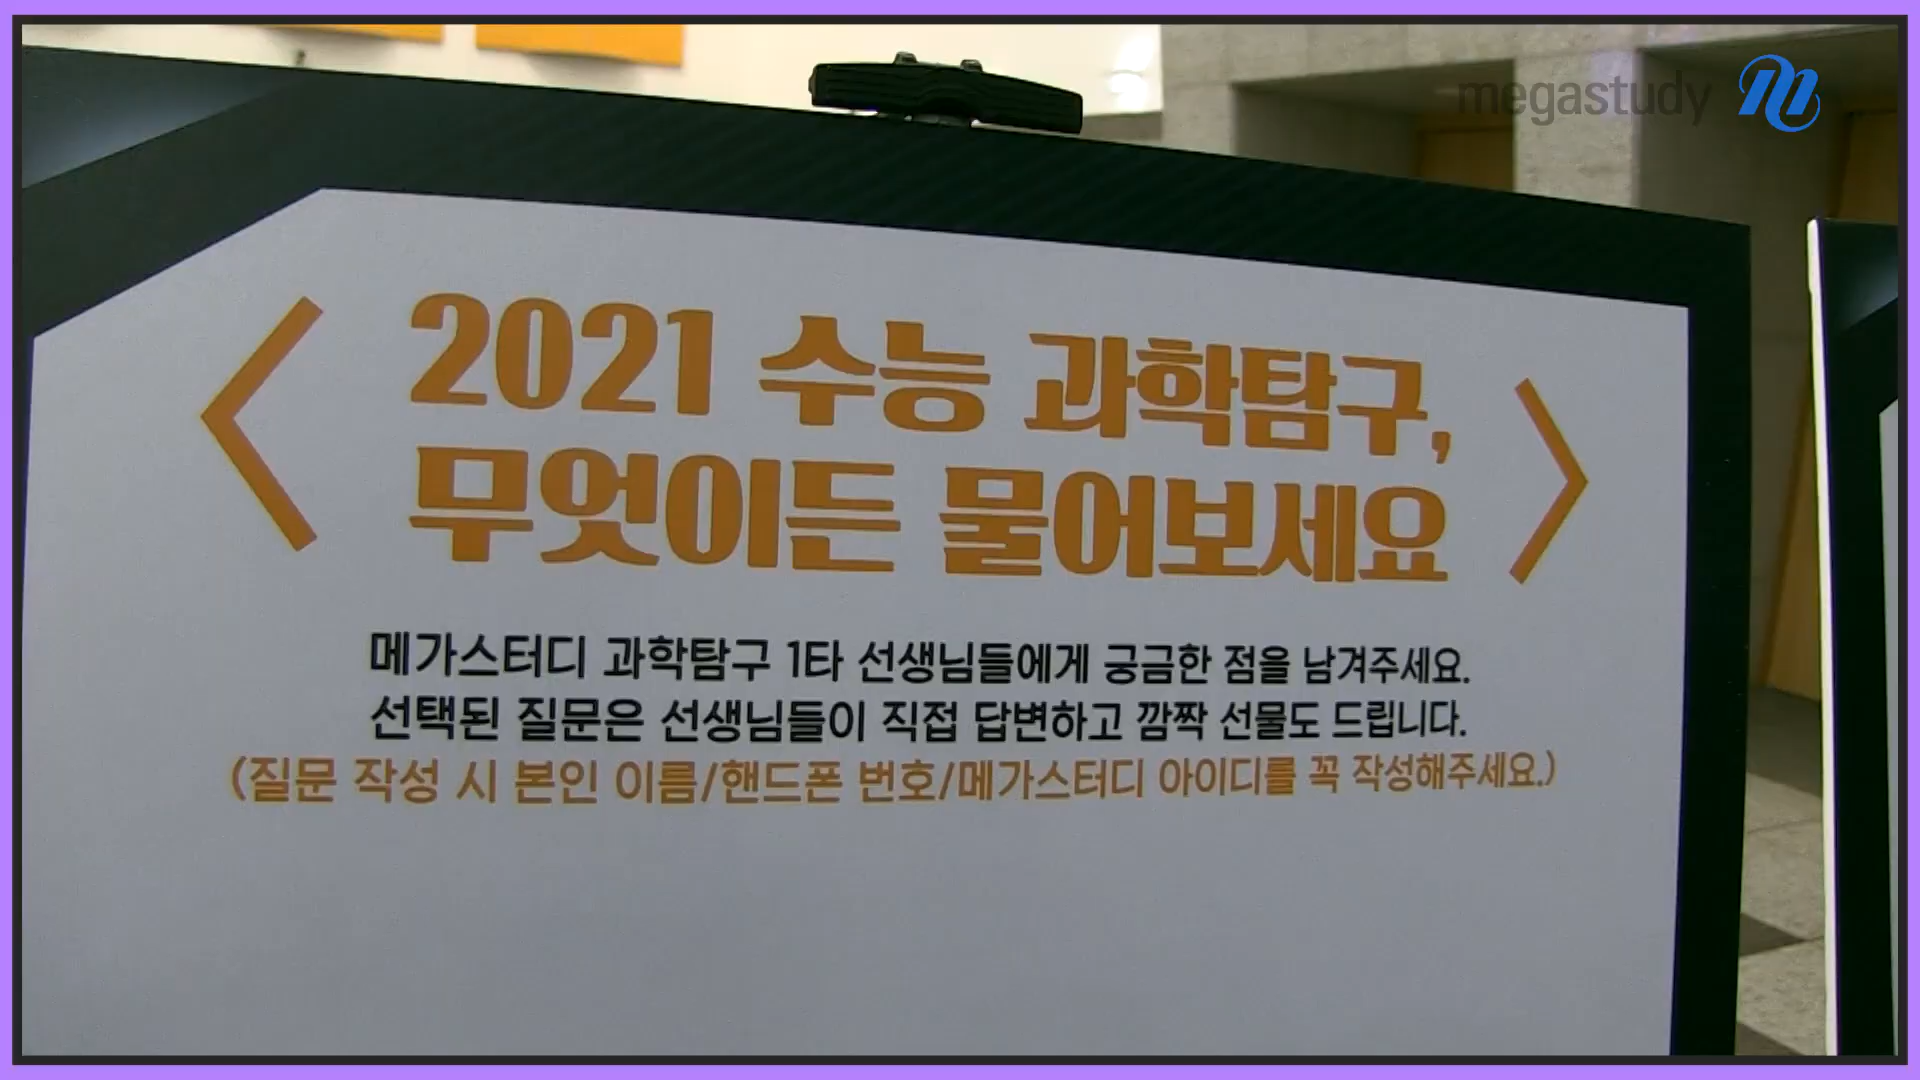 megastudy
2021 수능 과학탐구,
무엇이든 물어보세요
메가스터디 과학탐구 1타 선생님들에게 궁금한 점을 남겨주세요.
선택된 질문은 선생님들이 직접 답변하고 깜짝 선물도 드립니다.
(질문 작성 시 본인 이름/핸드폰 번호/메가스터디 아이디를 꼭 작성해주세요.)